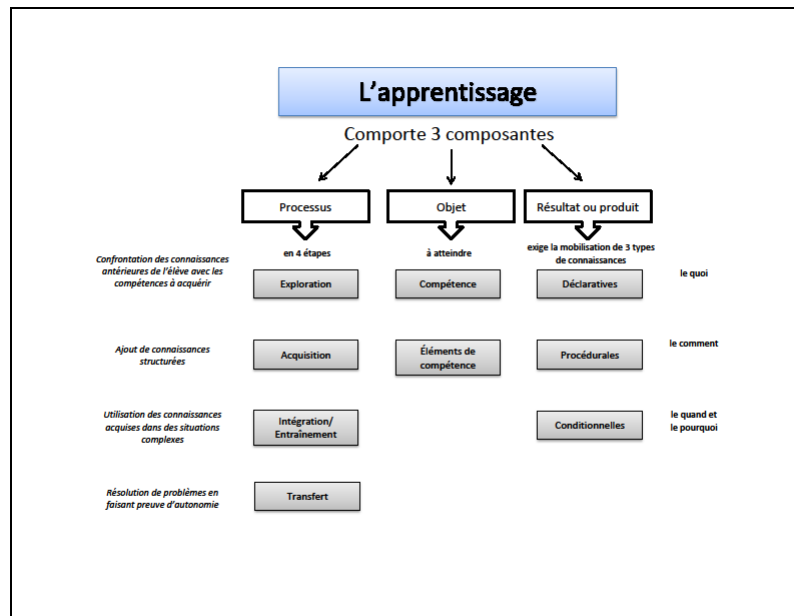 L'apprentissage
Comporte 3 composantes
Processus
Objet
Résultat ou produit
en 4 étapes
à atteindre
exige la mobilisation de 3 types
de connaissances
Confrontation des connaissances
antérieures de l'élève avec les
compétences à acquérir
Exploration
Compétence
Déclaratives
le quoi
Ajout de connaissances
structurées
Acquisition
Éléments de
compétence
Procédurales
le comment
Utilisation des connaissances
acquises dans des situations
complexes
Intégration/
Entraînement
Conditionnelles
le quand et
le pourquoi
Résolution de problèmes en
faisant preuve d'autonomie
Transfert